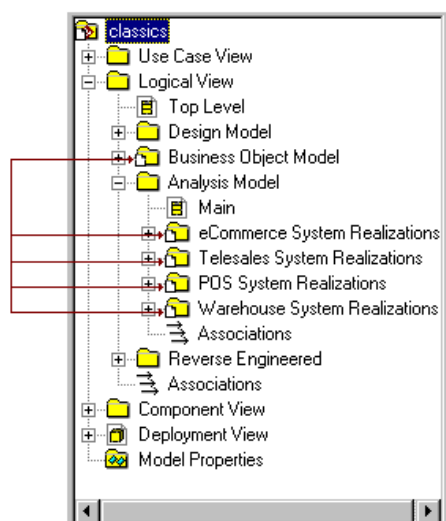 classics
Use Case View
Logical View
Top Level
Design Model
Business Object Model
Analysis Model
Main
eCommerce System Realizations
Telesales System Realizations
POS System Realizations
Warehouse System Realizations
Associations
Reverse Engineered
Associations
Component View
Deployment View
Model Properties